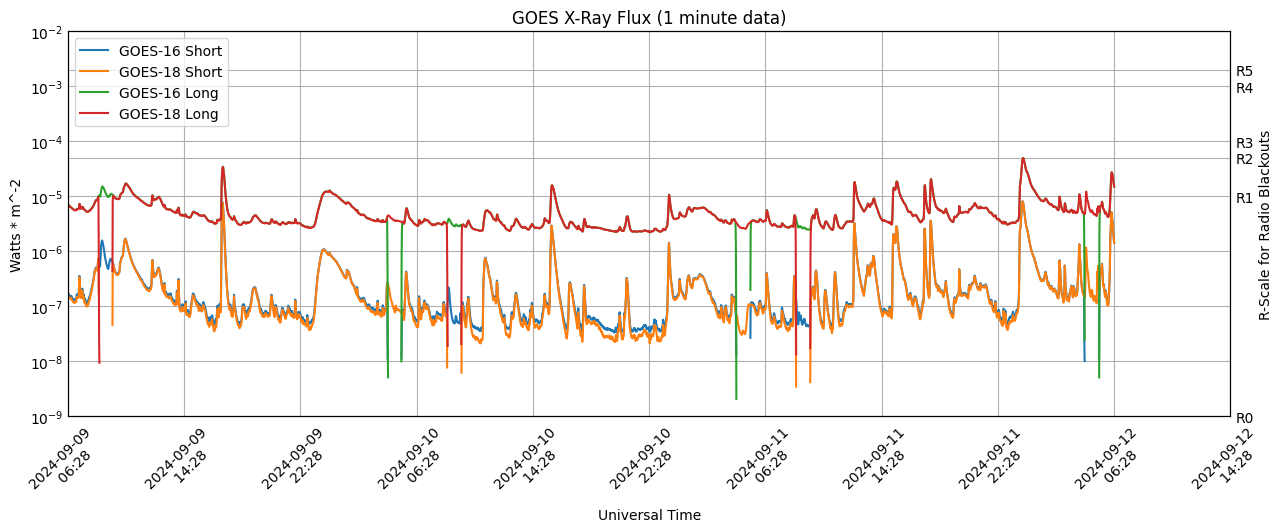 GOES X-Ray Flux (1 minute data)
GOES-16 Short
GOES-18 Short
GOES-16 Long
GOES-18 Long
Watts * m^-2
10⁻²
10⁻³
10⁻⁴
10⁻⁵
10⁻⁶
10⁻⁷
10⁻⁸
10⁻⁹
R5
R4
R3
R2
R1
R0
R-Scale for Radio Blackouts
2024-09-09
06:28
2024-09-09
14:28
2024-09-09
22:28
2024-09-10
06:28
2024-09-10
14:28
2024-09-10
22:28
2024-09-11
06:28
2024-09-11
14:28
2024-09-11
22:28
2024-09-12
06:28
2024-09-12
14:28
Universal Time